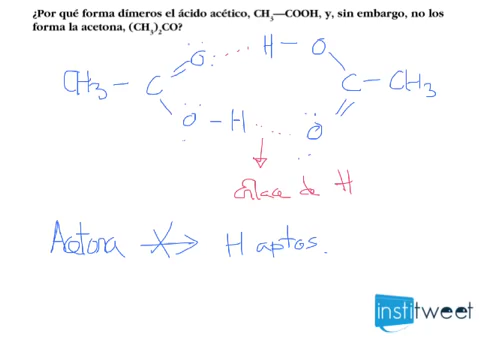 ¿Por qué forma dímeros el ácido acético, CH₃—COOH, y, sin embargo, no los
forma la acetona, (CH₃)₂CO?
O H — O
CH₃ — C C — CH₃
O — H O
Enlace de H
Acetona H aptos.
institweet